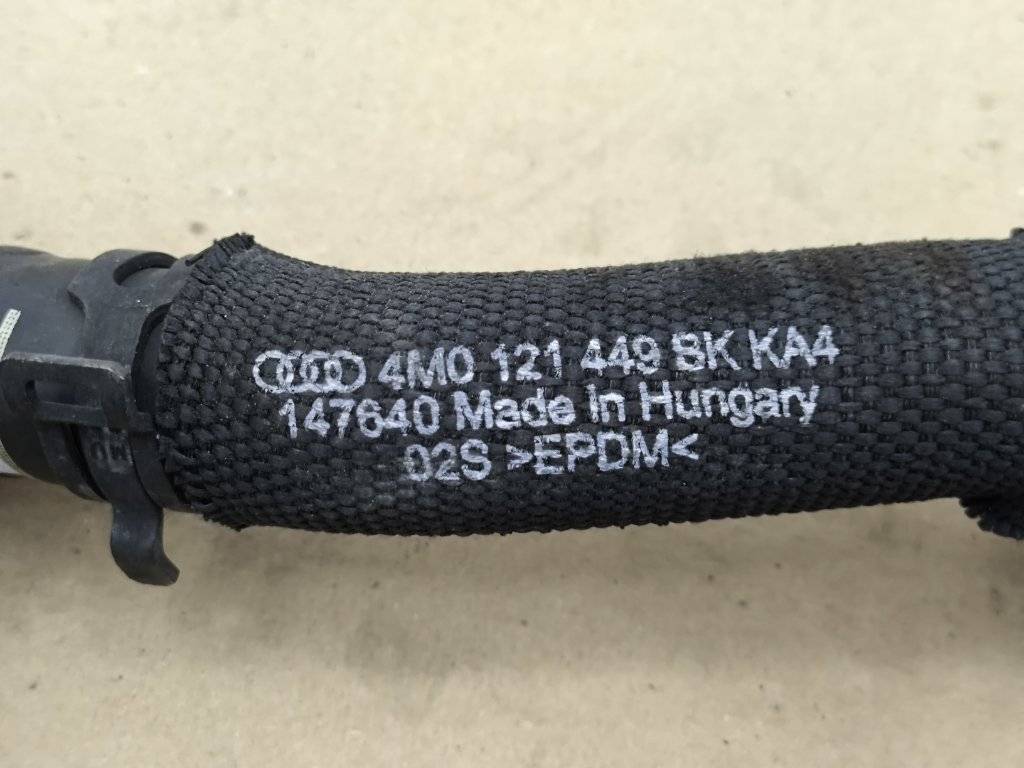 4M0 121 449 BK KA4
147640 Made in Hungary
02S >EPDM<